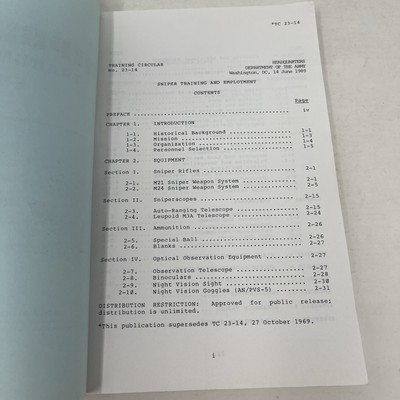 *TC 23-14
TRAINING CIRCULAR HEADQUARTERS
No. 23-14 DEPARTMENT OF THE ARMY
Washington, DC, 14 June 1989
SNIPER TRAINING AND EMPLOYMENT
CONTENTS
Page
PREFACE .......... iv
CHAPTER 1. INTRODUCTION
1-1. Historical Background .......... 1-1
1-2. Mission .......... 1-3
1-3. Organization .......... 1-4
1-4. Personnel Selection .......... 1-5
CHAPTER 2. EQUIPMENT
Section I. Sniper Rifles .......... 2-1
2-1. M21 Sniper Weapon System .......... 2-1
2-2. M24 Sniper Weapon System .......... 2-5
Section II. Sniperscopes .......... 2-15
2-3. Auto-Ranging Telescope .......... 2-15
2-4. Leupold M3A Telescope .......... 2-24
Section III. Ammunition .......... 2-26
2-5. Special Ball .......... 2-26
2-6. Blanks .......... 2-27
Section IV. Optical Observation Equipment .......... 2-27
2-7. Observation Telescope .......... 2-27
2-8. Binoculars .......... 2-28
2-9. Night Vision Sight .......... 2-30
2-10. Night Vision Goggles (AN/PVS-5) .......... 2-31
DISTRIBUTION RESTRICTION: Approved for public release;
distribution is unlimited.
*This publication supersedes TC 23-14, 27 October 1969.
i